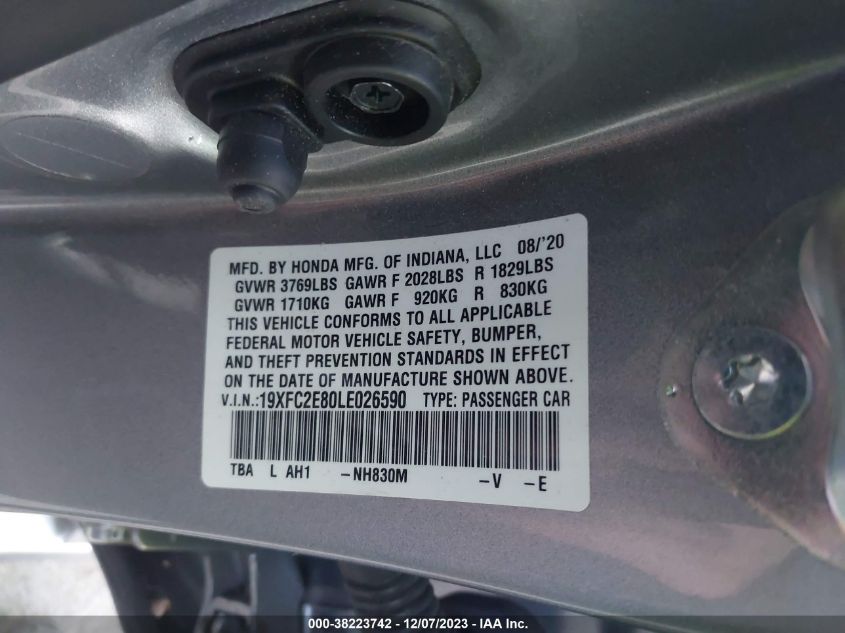 MFD. BY HONDA MFG. OF INDIANA, LLC 08/'20
GVWR 3769LBS GAWR F 2028LBS R 1829LBS
GVWR 1710KG GAWR F 920KG R 830KG
THIS VEHICLE CONFORMS TO ALL APPLICABLE
FEDERAL MOTOR VEHICLE SAFETY, BUMPER,
AND THEFT PREVENTION STANDARDS IN EFFECT
ON THE DATE OF MANUFACTURE SHOWN ABOVE.
V.I.N.:19XFC2E80LE026590 TYPE: PASSENGER CAR
TBA L AH1 -NH830M -V -E
000-38223742 - 12/07/2023 - IAA Inc.